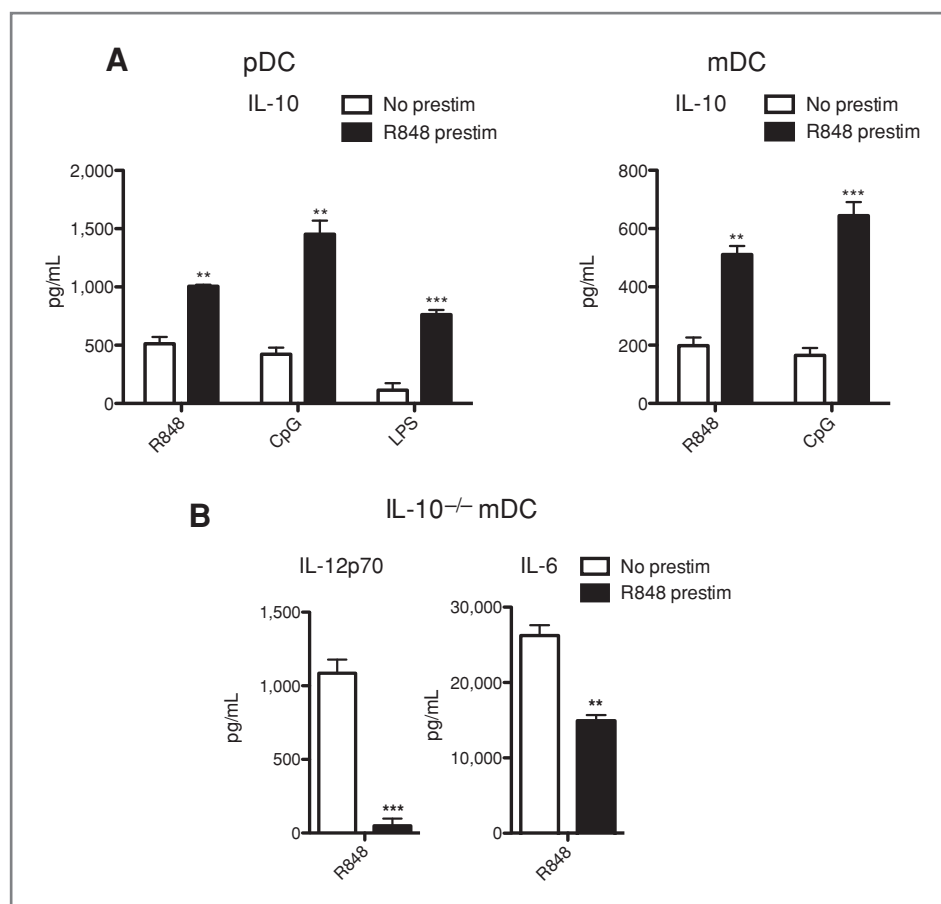 A
pDC
IL-10
No prestim
R848 prestim
2,000
1,500
1,000
500
0
pg/mL
**
**
***
R848
CpG
LPS
mDC
IL-10
No prestim
R848 prestim
800
600
400
200
0
pg/mL
**
***
R848
CpG
B
IL-10–/– mDC
IL-12p70
1,500
1,000
500
0
pg/mL
***
R848
IL-6
No prestim
R848 prestim
30,000
20,000
10,000
0
pg/mL
**
R848